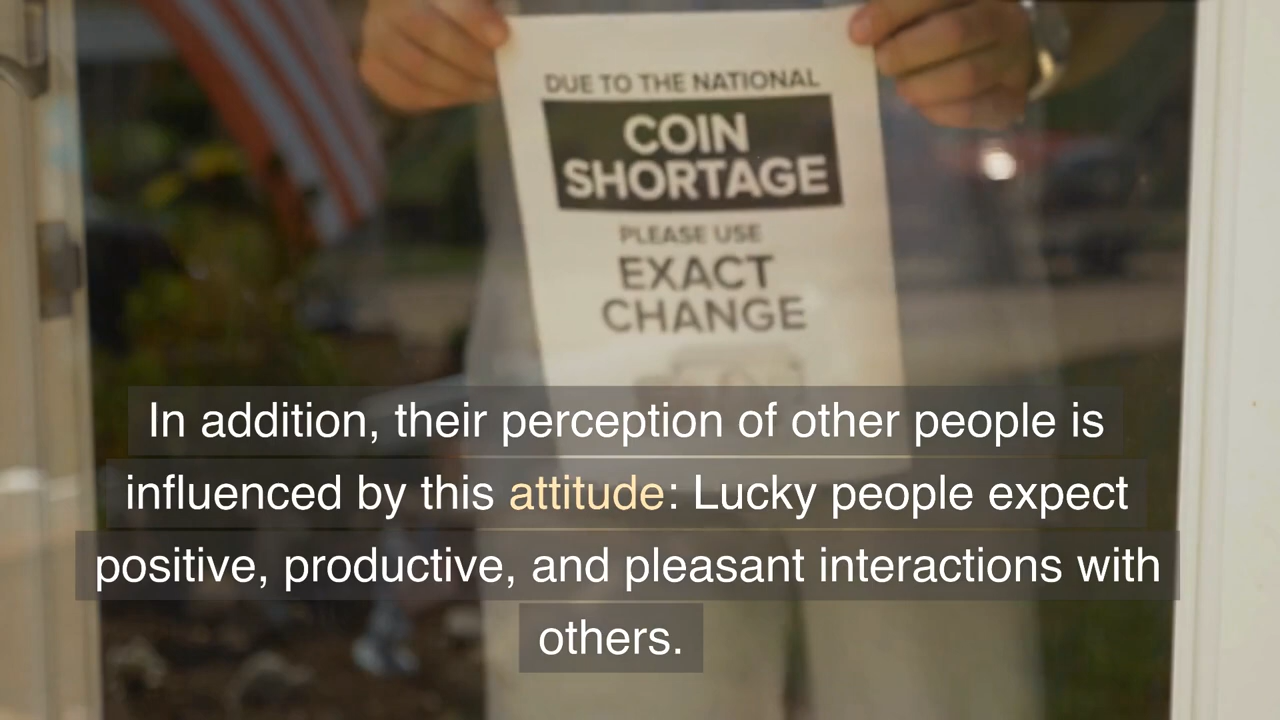 DUE TO THE NATIONAL
COIN
SHORTAGE
PLEASE USE
EXACT
CHANGE
In addition, their perception of other people is
influenced by this attitude: Lucky people expect
positive, productive, and pleasant interactions with
others.